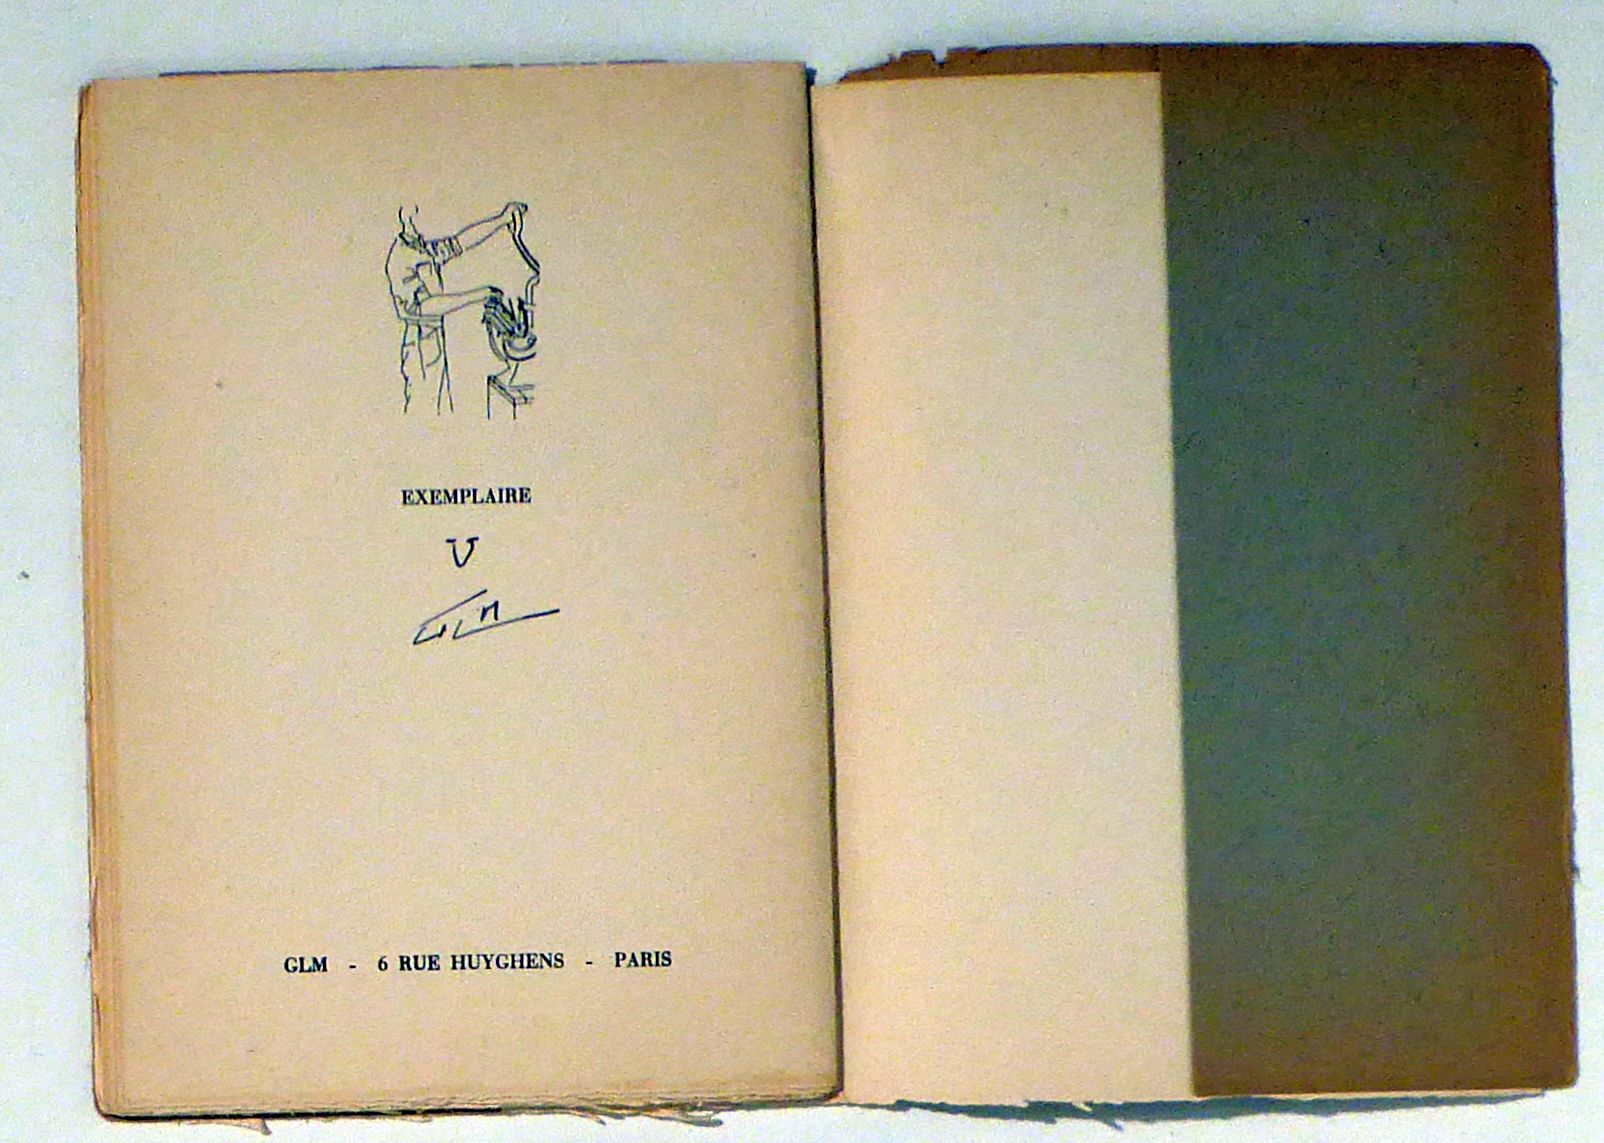 EXEMPLAIRE
U
GLM
GLM - 6 RUE HUYGHENS - PARIS